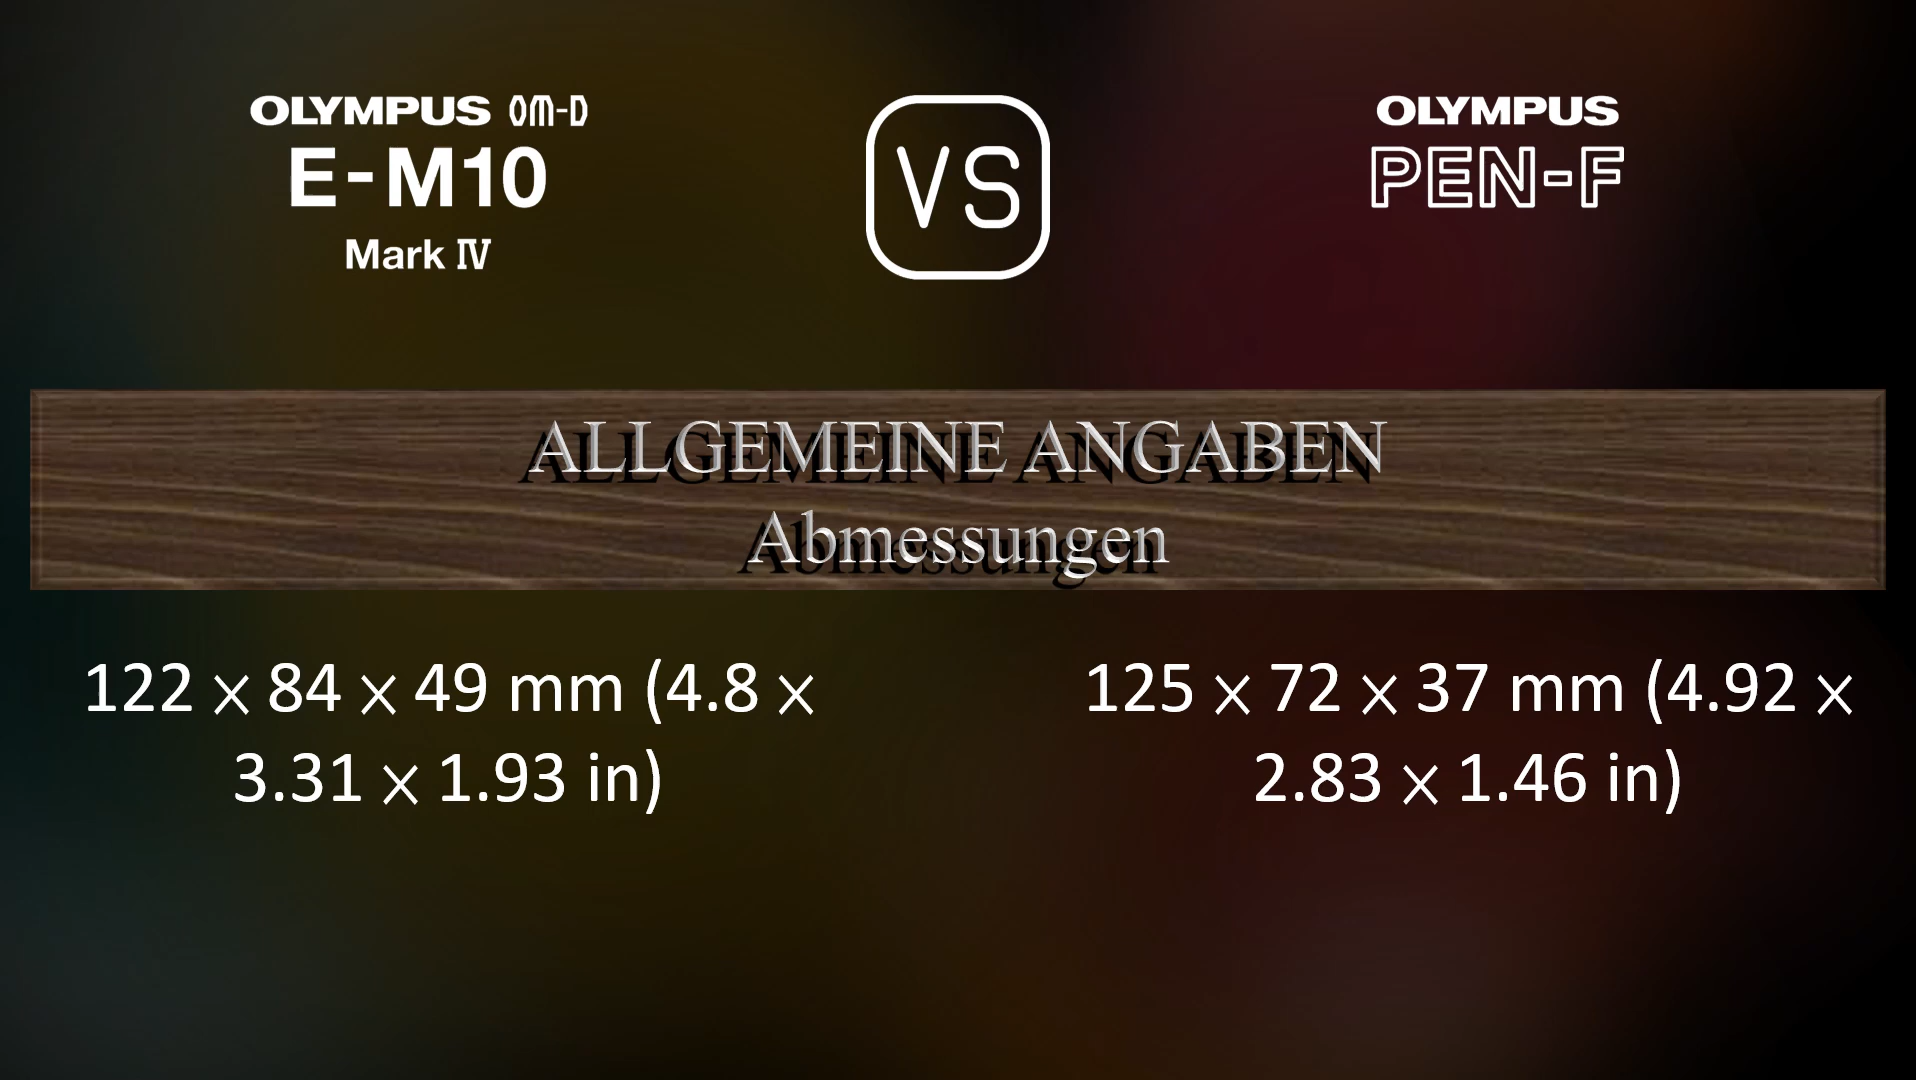 OLYMPUS OM-D
E-M10
Mark IV
VS
OLYMPUS
PEN-F
ALLGEMEINE ANGABEN
Abmessungen
122 x 84 x 49 mm (4.8 x
3.31 x 1.93 in)
125 x 72 x 37 mm (4.92 x
2.83 x 1.46 in)